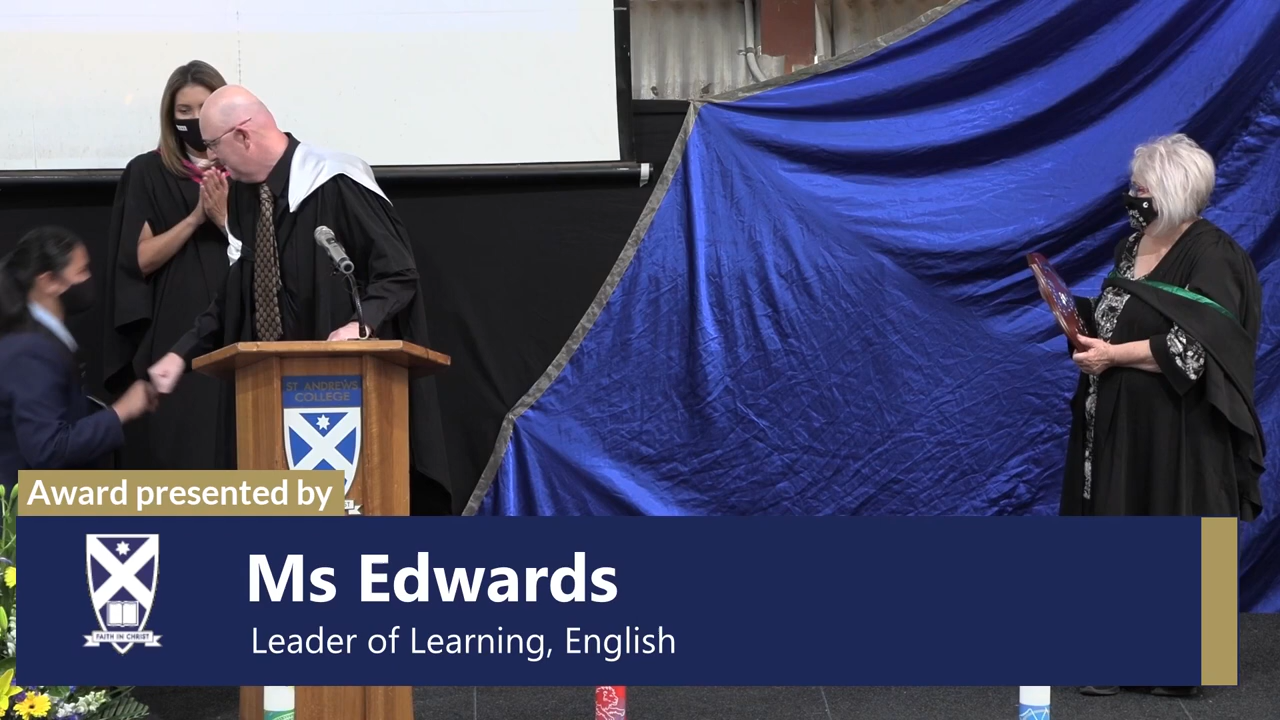 ST ANDREWS
COLLEGE
Award presented by
Ms Edwards
Leader of Learning, English
FAITH IN CHRIST